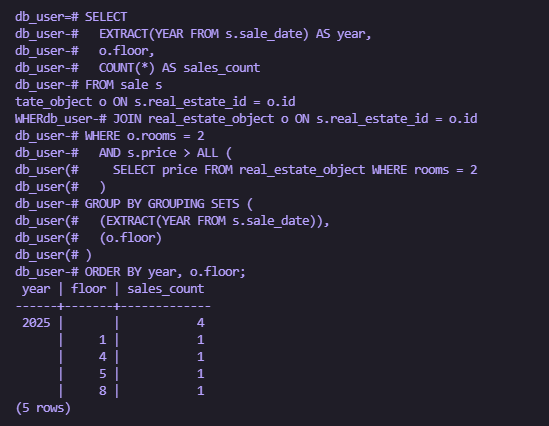 db_user=# SELECT
db_user-#   EXTRACT(YEAR FROM s.sale_date) AS year,
db_user-#   o.floor,
db_user-#   COUNT(*) AS sales_count
db_user-# FROM sale s
tate_object o ON s.real_estate_id = o.id
WHERdb_user-# JOIN real_estate_object o ON s.real_estate_id = o.id
db_user-# WHERE o.rooms = 2
db_user-#   AND s.price > ALL (
db_user(#     SELECT price FROM real_estate_object WHERE rooms = 2
db_user(#   )
db_user-# GROUP BY GROUPING SETS (
db_user(#   (EXTRACT(YEAR FROM s.sale_date)),
db_user(#   (o.floor)
db_user(# )
db_user-# ORDER BY year, o.floor;
 year | floor | sales_count
------+-------+-------------
 2025 |       |           4
      |     1 |           1
      |     4 |           1
      |     5 |           1
      |     8 |           1
(5 rows)